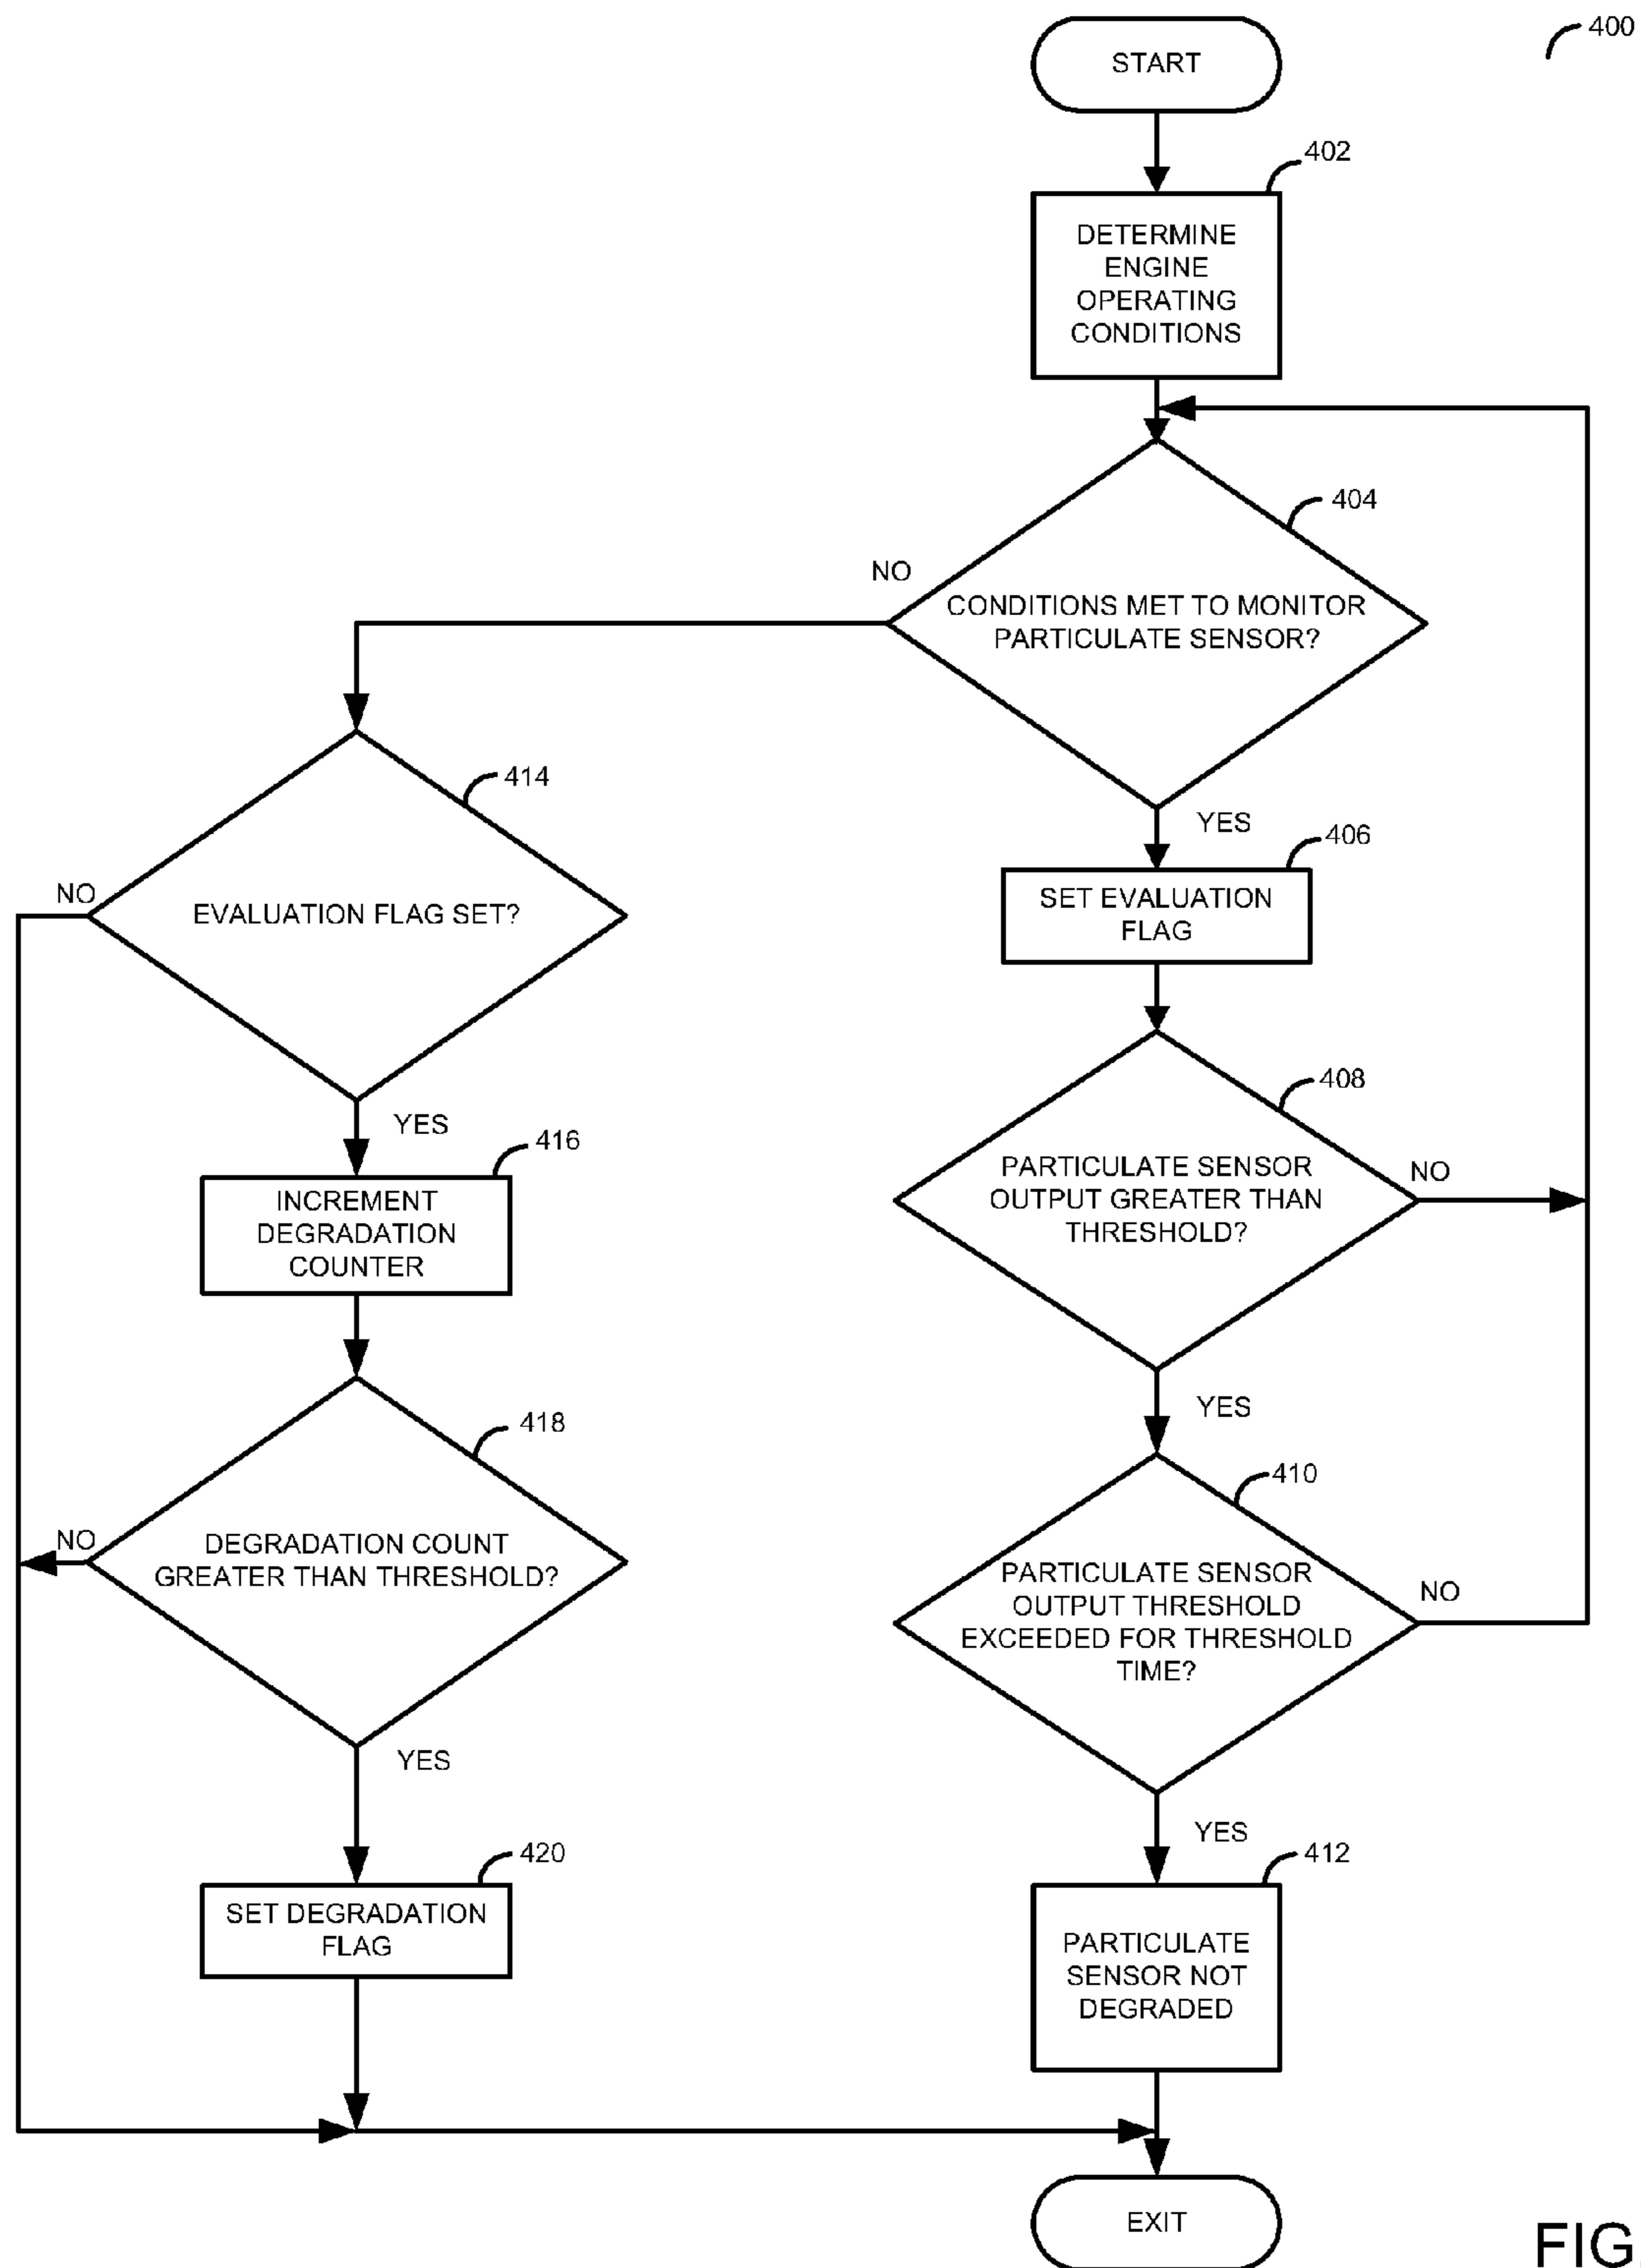 400
START
402
DETERMINE
ENGINE
OPERATING
CONDITIONS
404
NO
CONDITIONS MET TO MONITOR
PARTICULATE SENSOR?
YES
414
NO
EVALUATION FLAG SET?
YES
406
SET EVALUATION
FLAG
408
PARTICULATE SENSOR
OUTPUT GREATER THAN
THRESHOLD?
NO
YES
416
INCREMENT
DEGRADATION
COUNTER
418
NO
DEGRADATION COUNT
GREATER THAN THRESHOLD?
YES
410
PARTICULATE SENSOR
OUTPUT THRESHOLD
EXCEEDED FOR THRESHOLD
TIME?
NO
YES
420
SET DEGRADATION
FLAG
412
PARTICULATE
SENSOR NOT
DEGRADED
EXIT
FIG